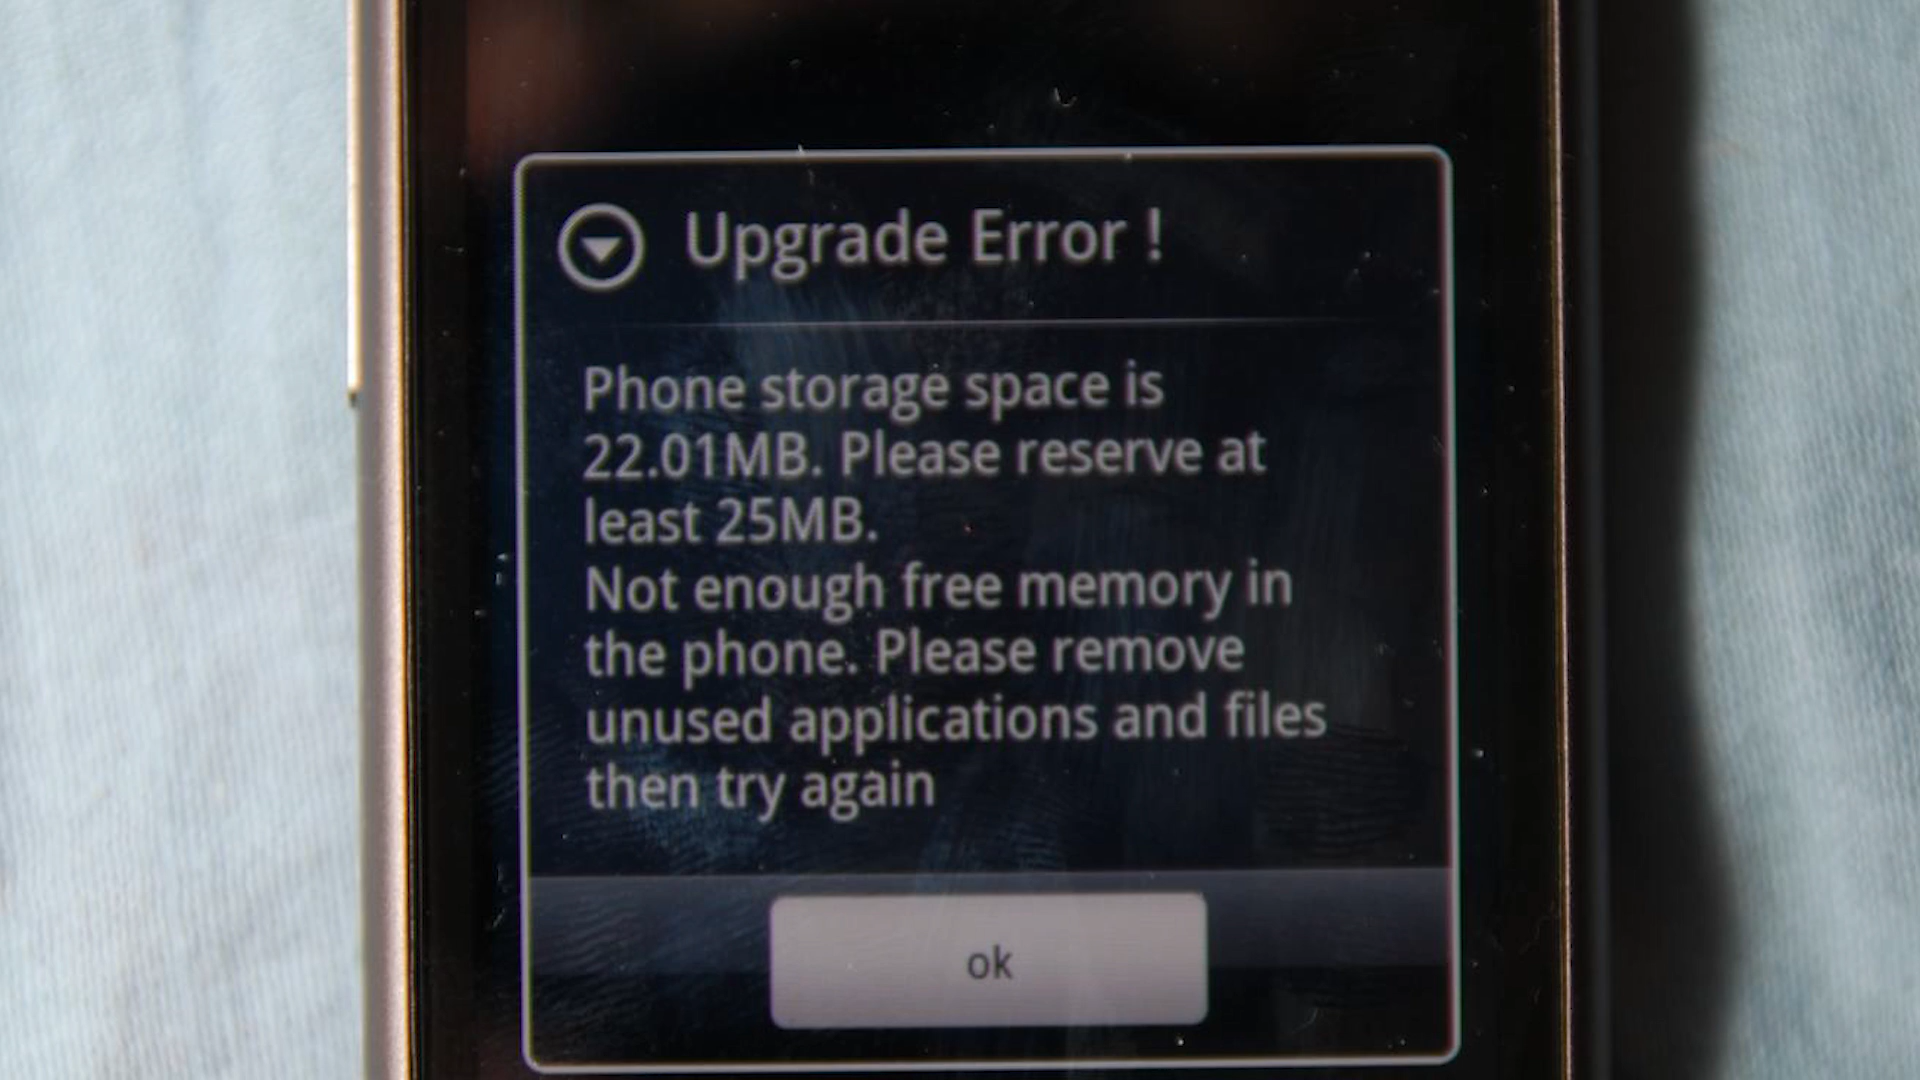 Upgrade Error !
Phone storage space is
22.01MB. Please reserve at
least 25MB.
Not enough free memory in
the phone. Please remove
unused applications and files
then try again
ok